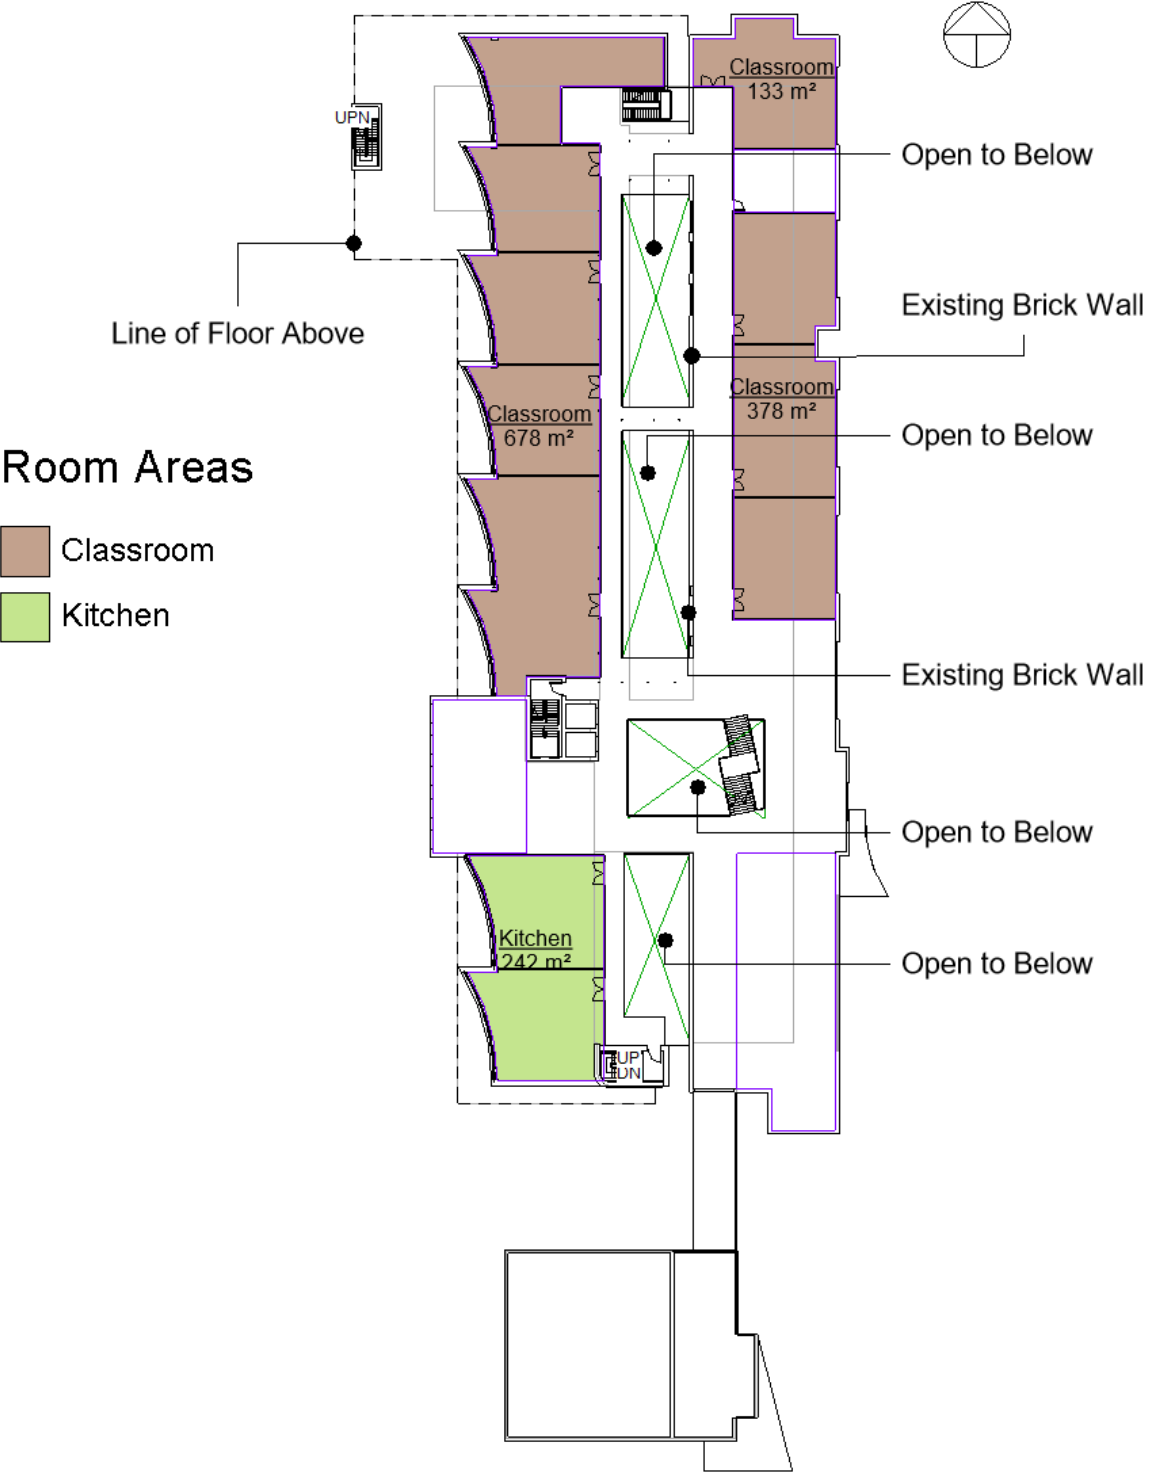 Classroom
133 m²
UPN
Open to Below
Existing Brick Wall
Line of Floor Above
Classroom
378 m²
Classroom
678 m²
Open to Below
Room Areas
Classroom
Kitchen
Existing Brick Wall
Open to Below
Kitchen
242 m²
Open to Below
UP
DN